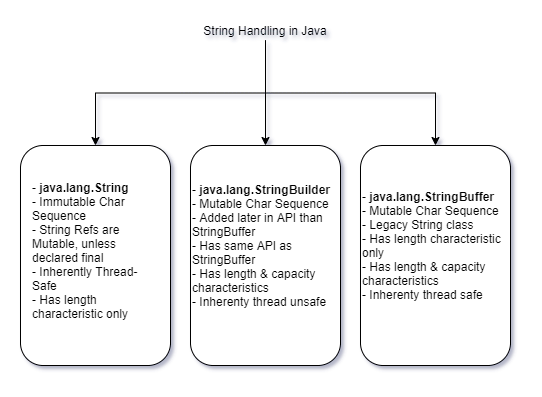 String Handling in Java
- java.lang.String
- Immutable Char
Sequence
- String Refs are
Mutable, unless
declared final
- Inherently Thread-
Safe
- Has length
characteristic only
- java.lang.StringBuilder
- Mutable Char Sequence
- Added later in API than
StringBuffer
- Has same API as
StringBuffer
- Has length & capacity
characteristics
- Inherenty thread unsafe
- java.lang.StringBuffer
- Mutable Char Sequence
- Legacy String class
- Has length characteristic
only
- Has length & capacity
characteristics
- Inherenty thread safe